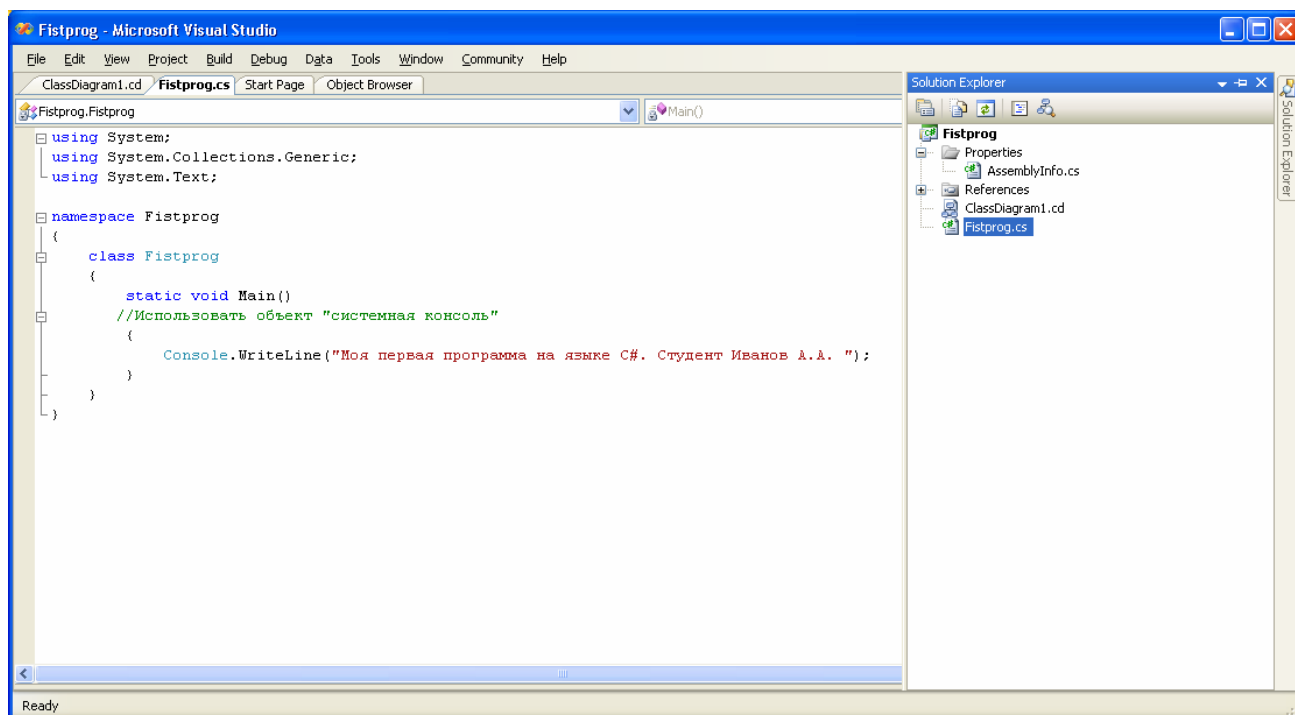 Fistprog - Microsoft Visual Studio
File Edit View Project Build Debug Data Tools Window Community Help
ClassDiagram1.cd Fistprog.cs Start Page Object Browser
Fistprog.Fistprog Main()
using System;
using System.Collections.Generic;
using System.Text;
namespace Fistprog
{
class Fistprog
{
static void Main()
//Использовать объект "системная консоль"
{
Console.WriteLine("Моя первая программа на языке C#. Студент Иванов А.А. ");
}
}
}
Solution Explorer
Fistprog
Properties
AssemblyInfo.cs
References
ClassDiagram1.cd
Fistprog.cs
Solution Explorer
Ready